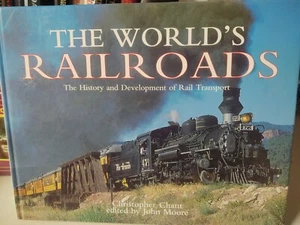 THE WORLD'S
RAILROADS
The History and Development of Rail Transport
Christopher Chant
edited by John Moore